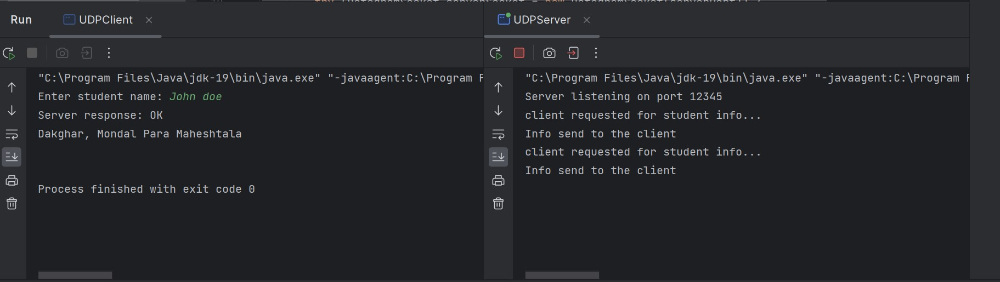 Run UDPClient
"C:\Program Files\Java\jdk-19\bin\java.exe" "-javaagent:C:\Program F
Enter student name: John doe
Server response: OK
Dakghar, Mondal Para Maheshtala
Process finished with exit code 0
UDPServer
"C:\Program Files\Java\jdk-19\bin\java.exe" "-javaagent:C:\Program F
Server listening on port 12345
client requested for student info...
Info send to the client
client requested for student info...
Info send to the client